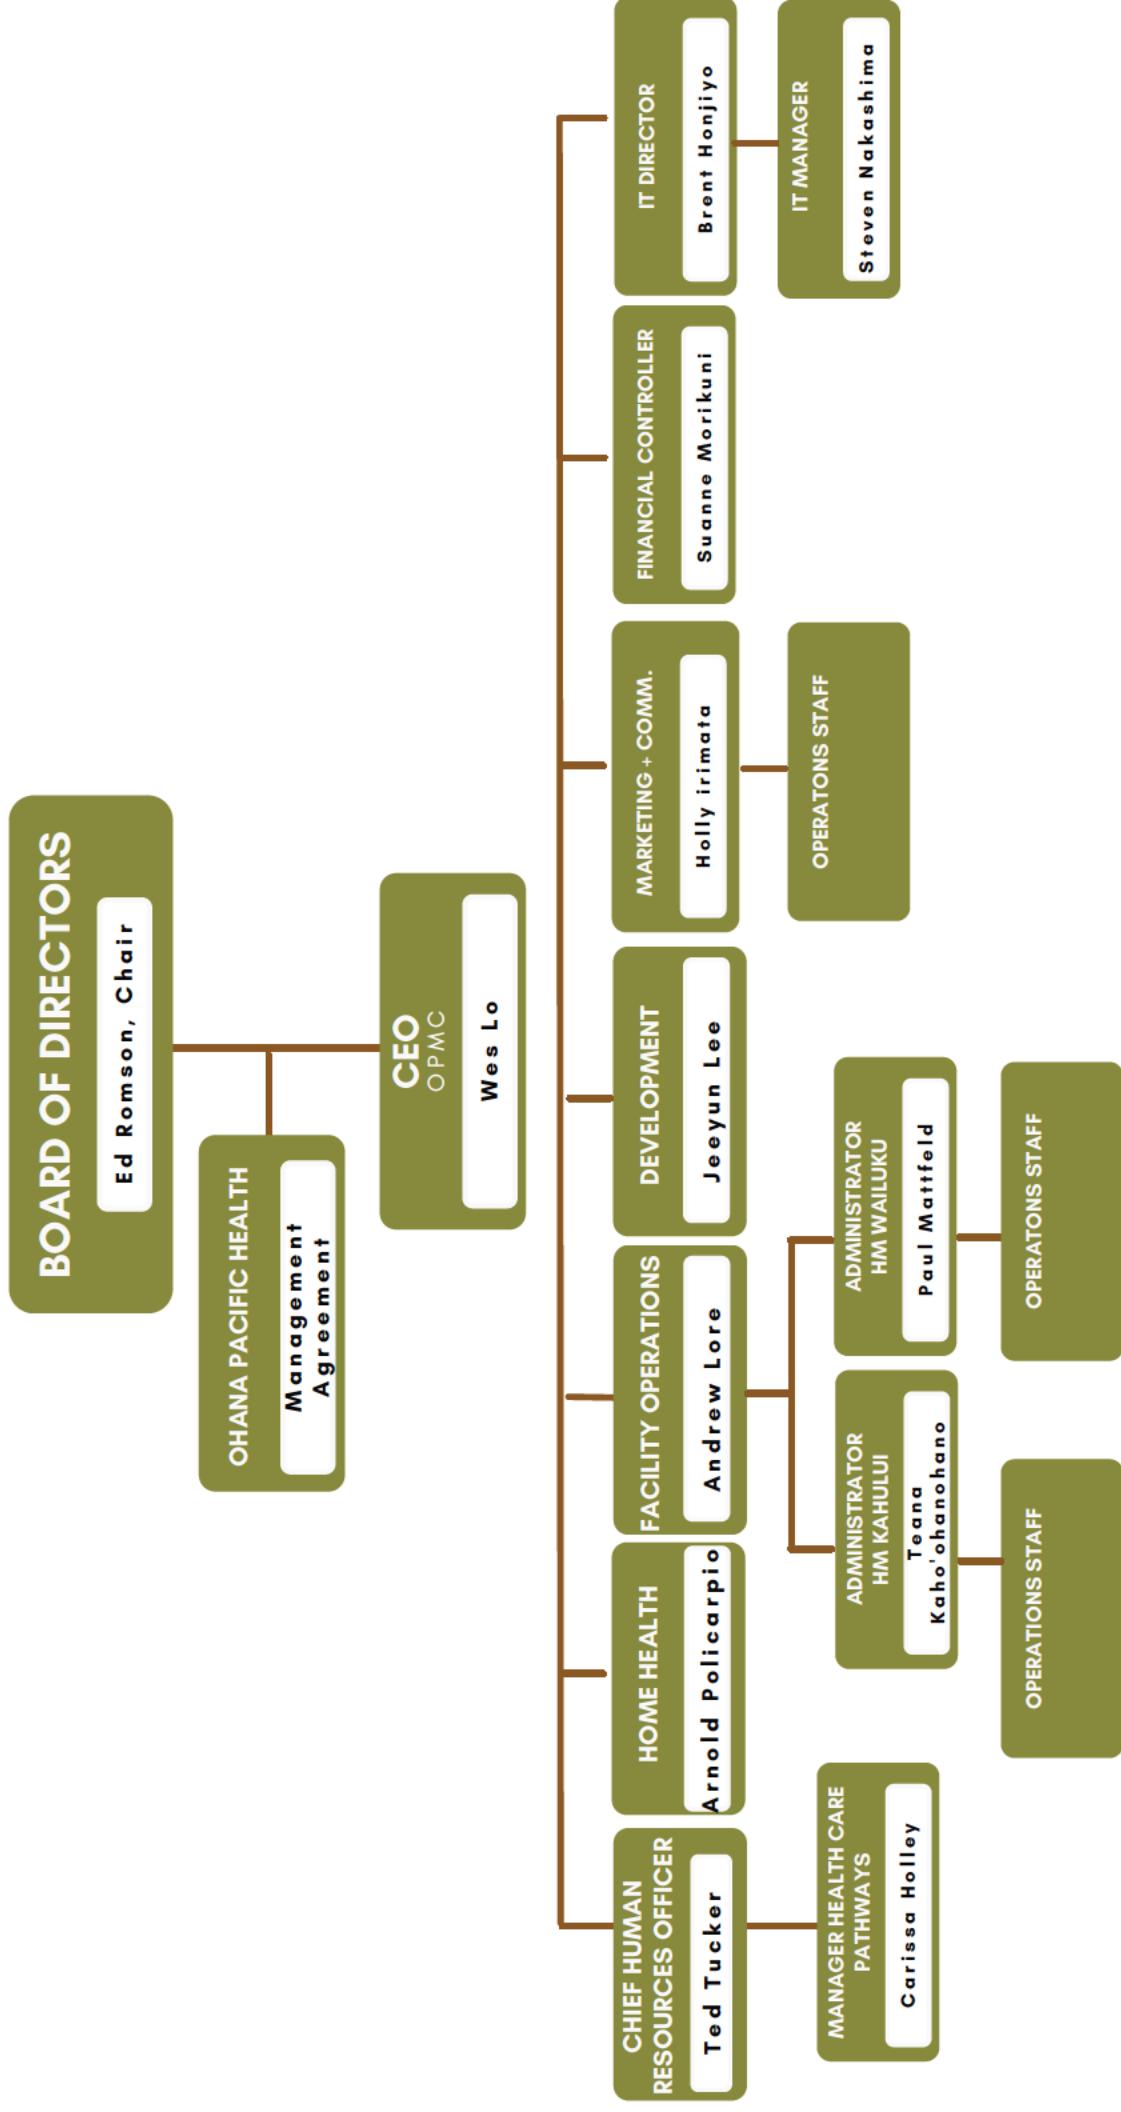 BOARD OF DIRECTORS
Ed Romson, Chair
OHANA PACIFIC HEALTH
Management
Agreement
CEO
OPMC
Wes Lo
CHIEF HUMAN
RESOURCES OFFICER
Ted Tucker
HOME HEALTH
Arnold Policarpio
FACILITY OPERATIONS
Andrew Lore
DEVELOPMENT
Jeeyun Lee
MARKETING + COMM.
Holly irimata
FINANCIAL CONTROLLER
Suanne Morikuni
IT DIRECTOR
Brent Honjiyo
MANAGER HEALTH CARE
PATHWAYS
Carissa Holley
ADMINISTRATOR
HM KAHULUI
Teana
Kaho'ohanohano
ADMINISTRATOR
HM WAILUKU
Paul Mattfeld
OPERATONS STAFF
IT MANAGER
Steven Nakashima
OPERATIONS STAFF
OPERATONS STAFF